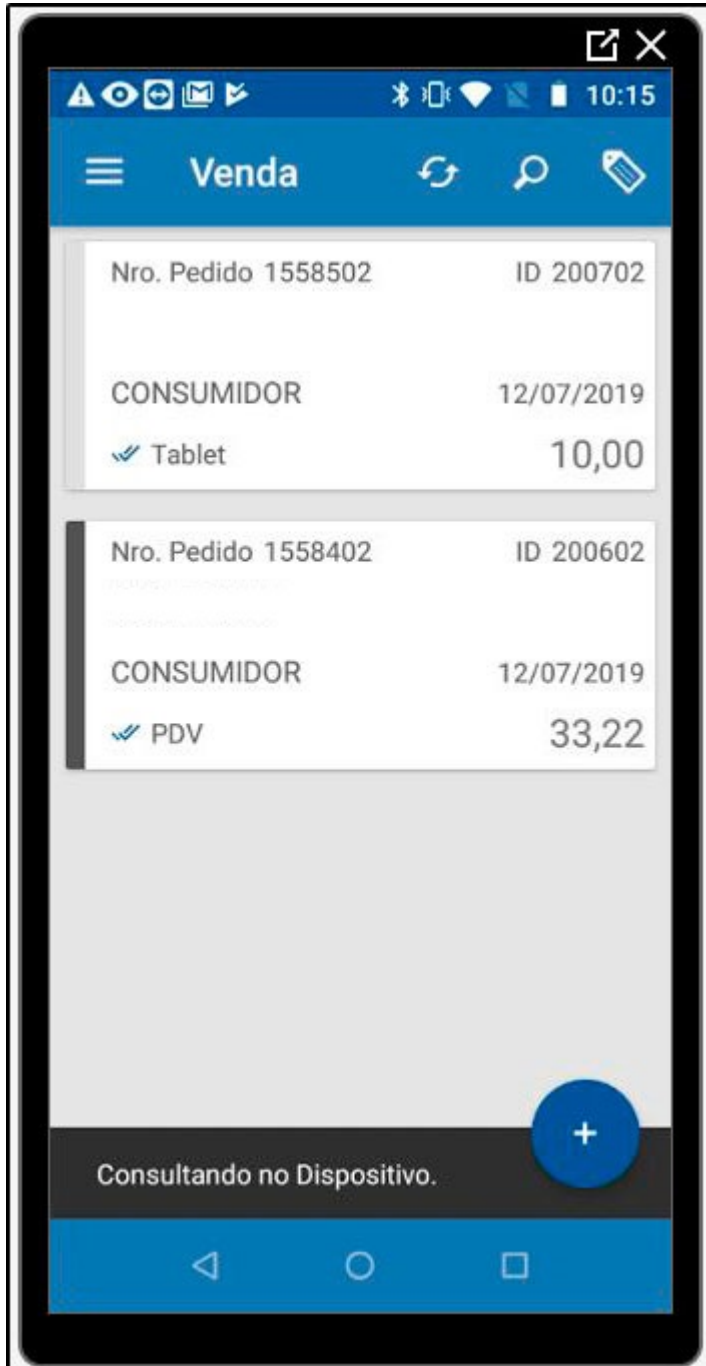 10:15
Venda
Nro. Pedido 1558502 ID 200702
CONSUMIDOR 12/07/2019
Tablet 10,00
Nro. Pedido 1558402 ID 200602
CONSUMIDOR 12/07/2019
PDV 33,22
+
Consultando no Dispositivo.